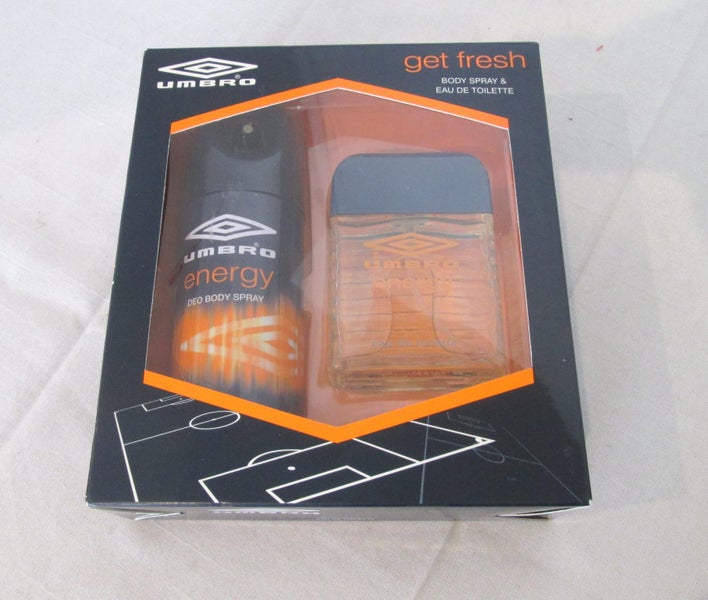 UMBRO
get fresh
BODY SPRAY &
EAU DE TOILETTE
UMBRO
energy
DEO BODY SPRAY
UMBRO
energy